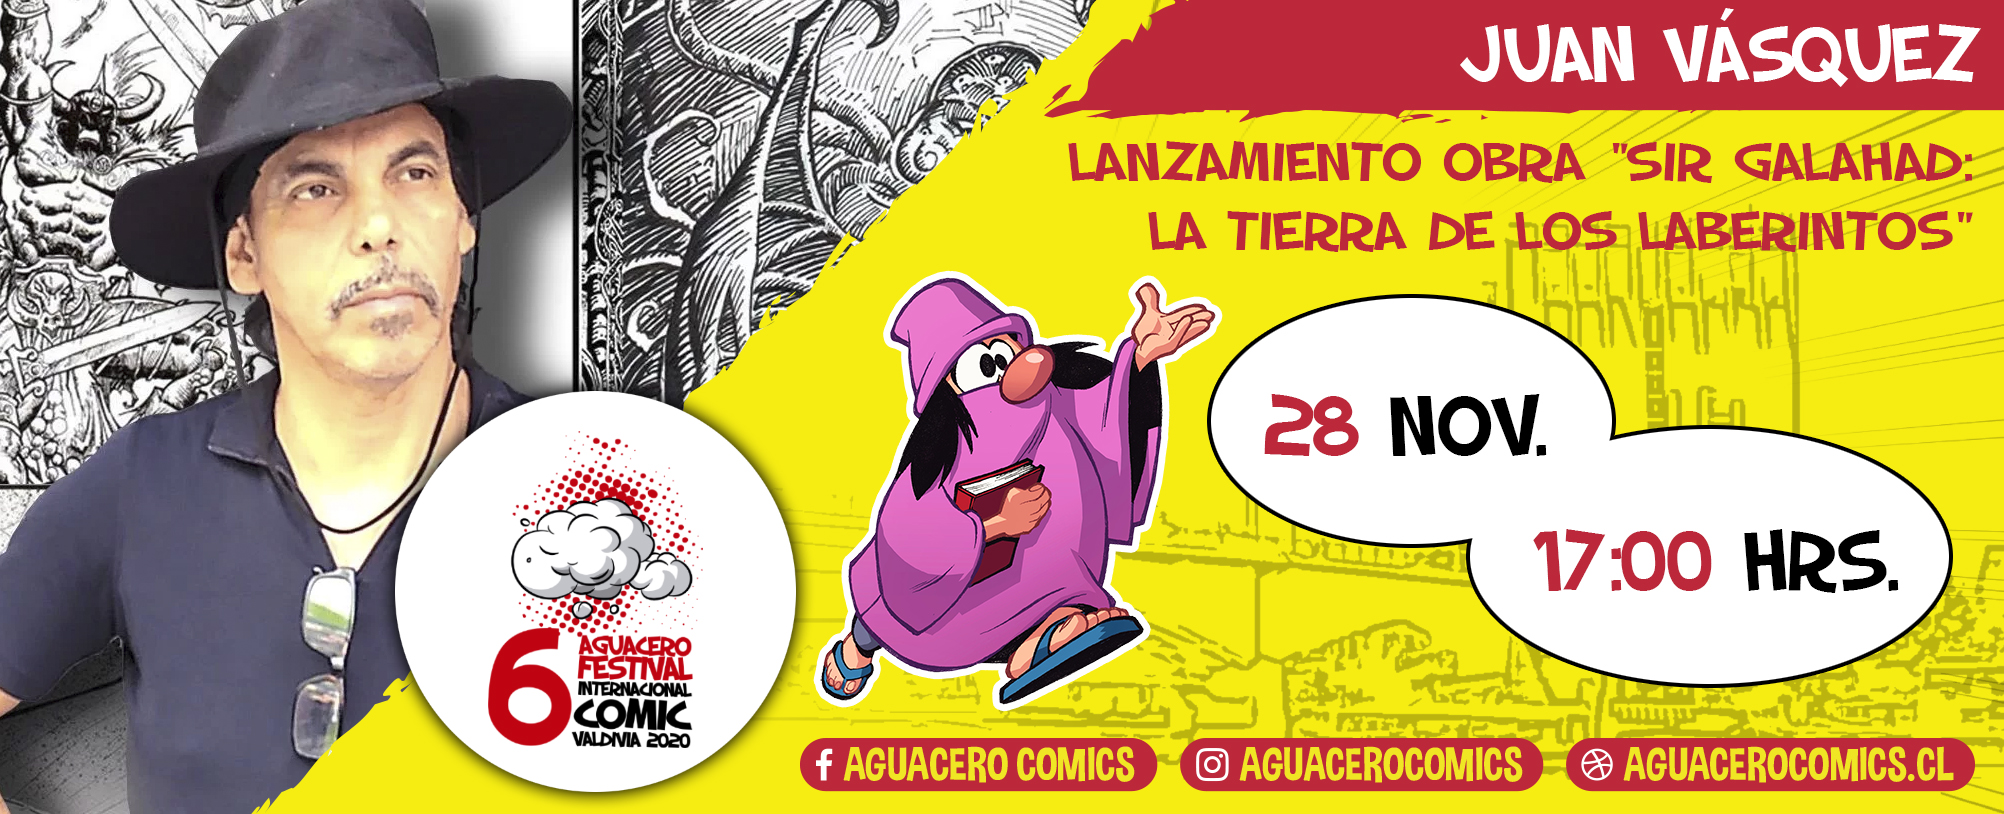 JUAN VÁSQUEZ
LANZAMIENTO OBRA "SIR GALAHAD:
LA TIERRA DE LOS LABERINTOS"
28 NOV.
17:00 HRS.
6
AGUACERO
FESTIVAL
INTERNACIONAL
COMIC
VALDIVIA 2020
AGUACERO COMICS
AGUACEROCOMICS
AGUACEROCOMICS.CL